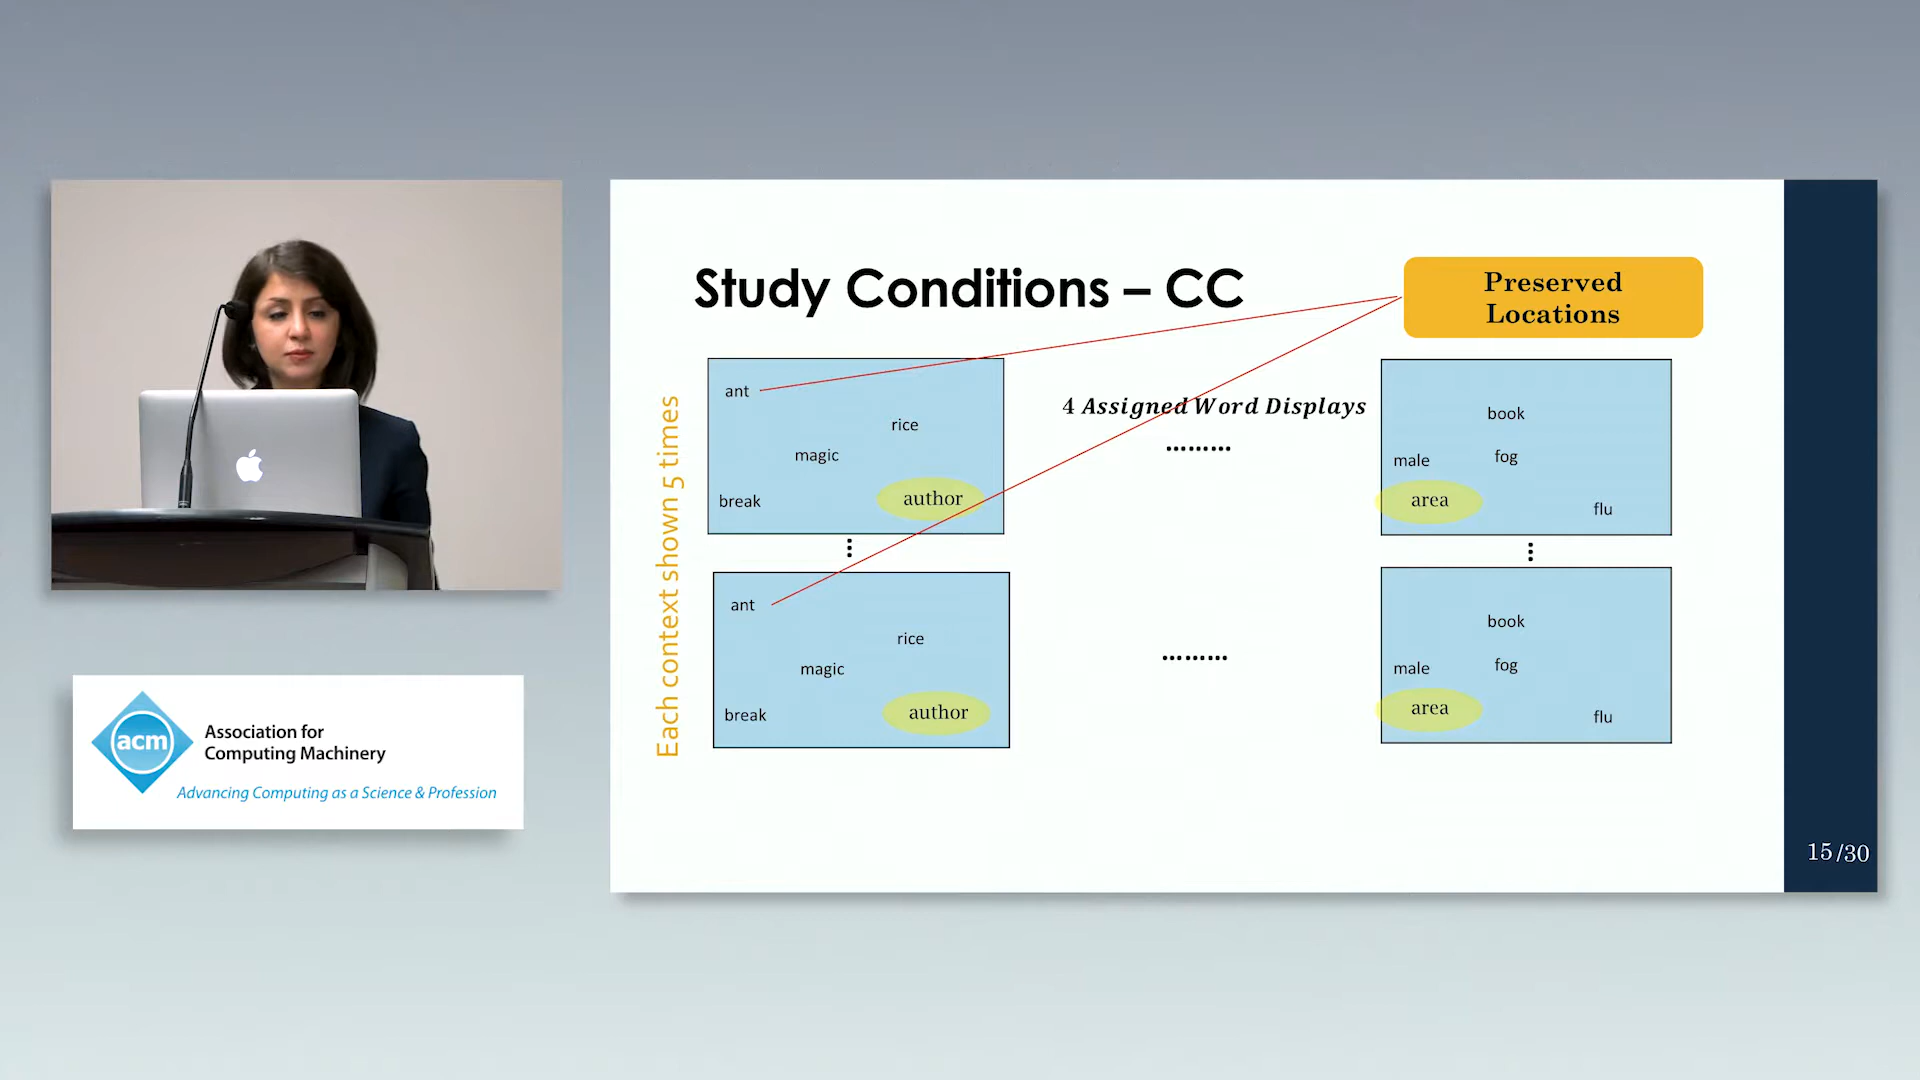 Study Conditions – CC
Preserved
Locations
Each context shown 5 times
ant
rice
magic
break
author
4 Assigned Word Displays
.........
book
male
fog
area
flu
ant
rice
magic
break
author
.........
book
male
fog
area
flu
15/30
acm
Association for
Computing Machinery
Advancing Computing as a Science & Profession